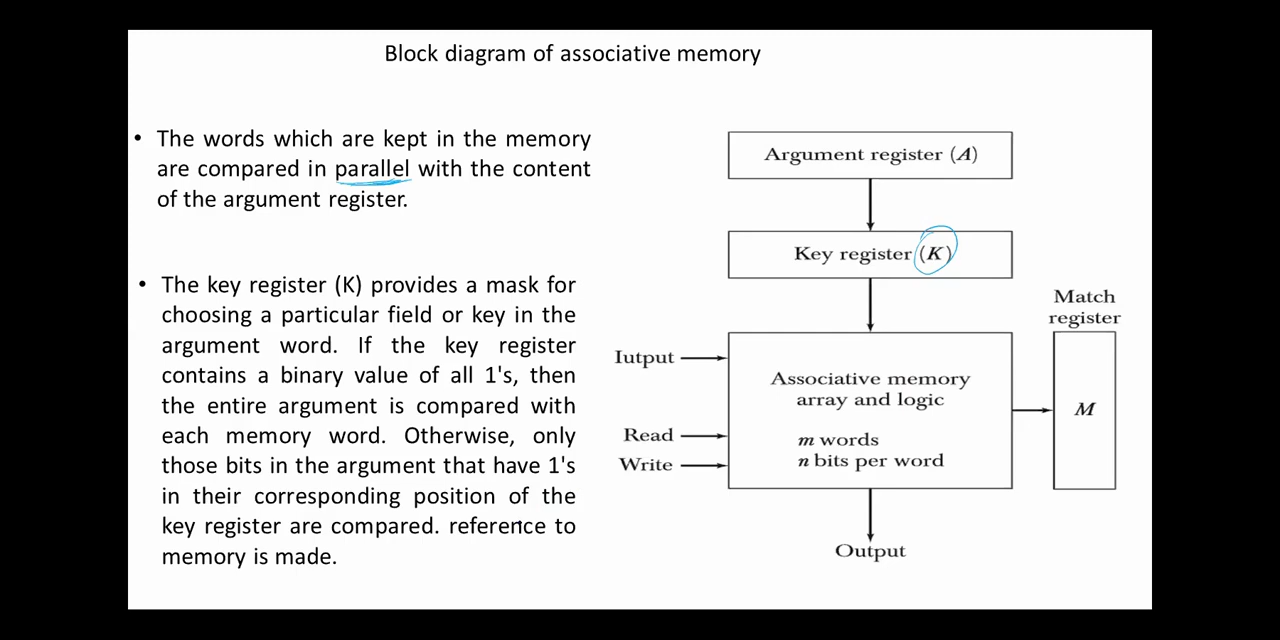 Block diagram of associative memory
• The words which are kept in the memory
are compared in parallel with the content
of the argument register.
• The key register (K) provides a mask for
choosing a particular field or key in the
argument word. If the key register
contains a binary value of all 1's, then
the entire argument is compared with
each memory word. Otherwise, only
those bits in the argument that have 1's
in their corresponding position of the
key register are compared. reference to
memory is made.
Argument register (A)
Key register (K)
Match
register
Iutput
Associative memory
array and logic
M
Read
m words
Write
n bits per word
Output